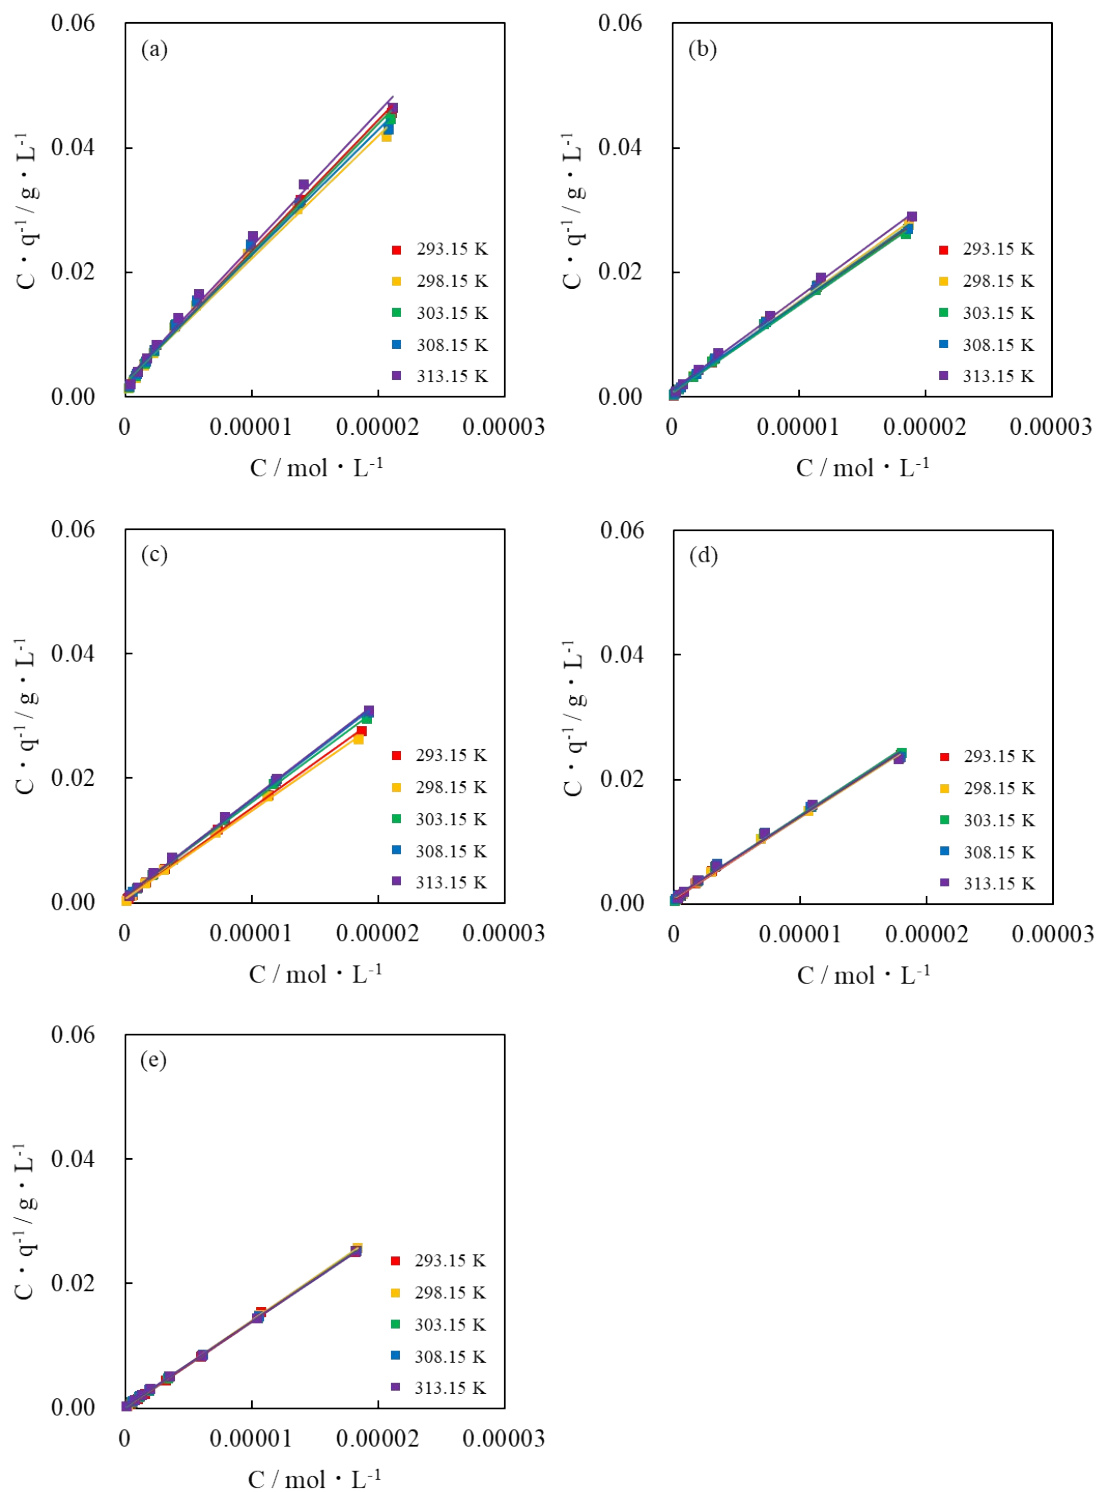 (a)
0.06
0.04
0.02
0.00
C・q⁻¹ / g・L⁻¹
293.15 K
298.15 K
303.15 K
308.15 K
313.15 K
0 0.00001 0.00002 0.00003
C / mol・L⁻¹
(b)
0.06
0.04
0.02
0.00
C・q⁻¹ / g・L⁻¹
293.15 K
298.15 K
303.15 K
308.15 K
313.15 K
0 0.00001 0.00002 0.00003
C / mol・L⁻¹
(c)
0.06
0.04
0.02
0.00
C・q⁻¹ / g・L⁻¹
293.15 K
298.15 K
303.15 K
308.15 K
313.15 K
0 0.00001 0.00002 0.00003
C / mol・L⁻¹
(d)
0.06
0.04
0.02
0.00
C・q⁻¹ / g・L⁻¹
293.15 K
298.15 K
303.15 K
308.15 K
313.15 K
0 0.00001 0.00002 0.00003
C / mol・L⁻¹
(e)
0.06
0.04
0.02
0.00
C・q⁻¹ / g・L⁻¹
293.15 K
298.15 K
303.15 K
308.15 K
313.15 K
0 0.00001 0.00002 0.00003
C / mol・L⁻¹